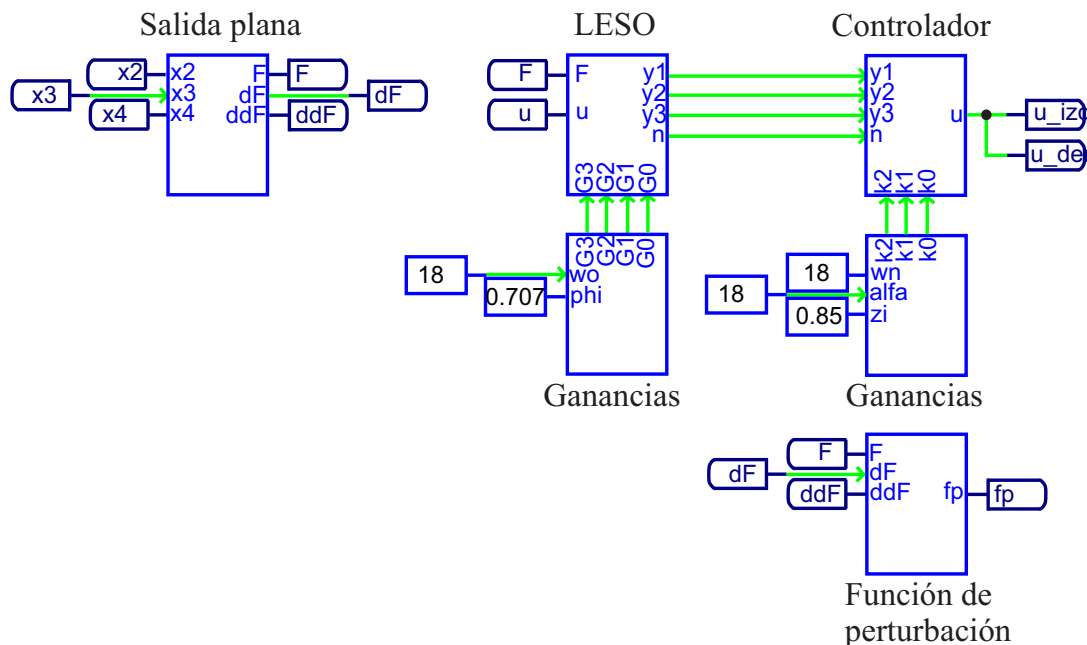 Salida plana
x2
x3
x4
x2
x3
x4
F
dF
ddF
F
dF
ddF
LESO
F
u
F
u
y1
y2
y3
n
G3
G2
G1
G0
G3
G2
G1
G0
18
0.707
wo
phi
Ganancias
Controlador
y1
y2
y3
n
u
u_izq
u_der
k2
k1
k0
k2
k1
k0
18
18
0.85
wn
alfa
zi
Ganancias
F
dF
ddF
F
dF
ddF
fp
fp
Función de
perturbación